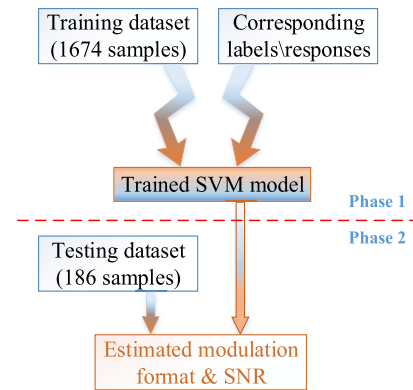 Training dataset
(1674 samples)
Corresponding
labels\responses
Trained SVM model
Phase 1
Phase 2
Testing dataset
(186 samples)
Estimated modulation
format & SNR